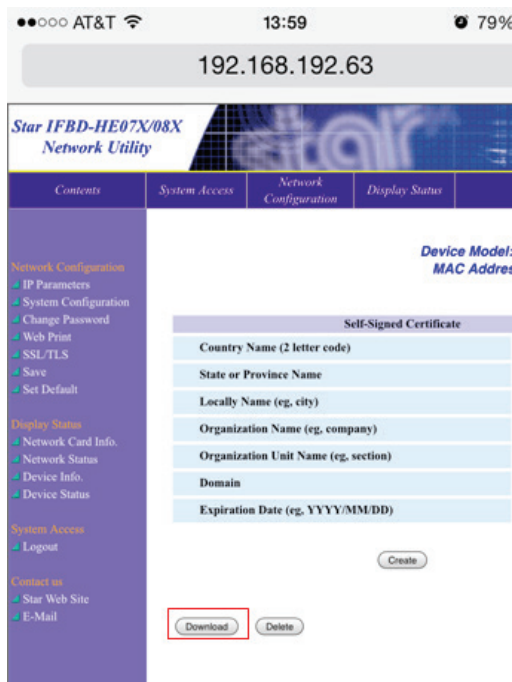 AT&T
13:59
79%
192.168.192.63
Star IFBD-HE07X/08X
Network Utility
star
Contents
System Access
Network
Configuration
Display Status
Device Model:
MAC Addres
Network Configuration
IP Parameters
System Configuration
Change Password
Web Print
SSL/TLS
Save
Set Default
Display Status
Network Card Info.
Network Status
Device Info.
Device Status
System Access
Logout
Contact us
Star Web Site
E-Mail
Self-Signed Certificate
Country Name (2 letter code)
State or Province Name
Locally Name (eg, city)
Organization Name (eg, company)
Organization Unit Name (eg, section)
Domain
Expiration Date (eg, YYYY/MM/DD)
Create
Download
Delete